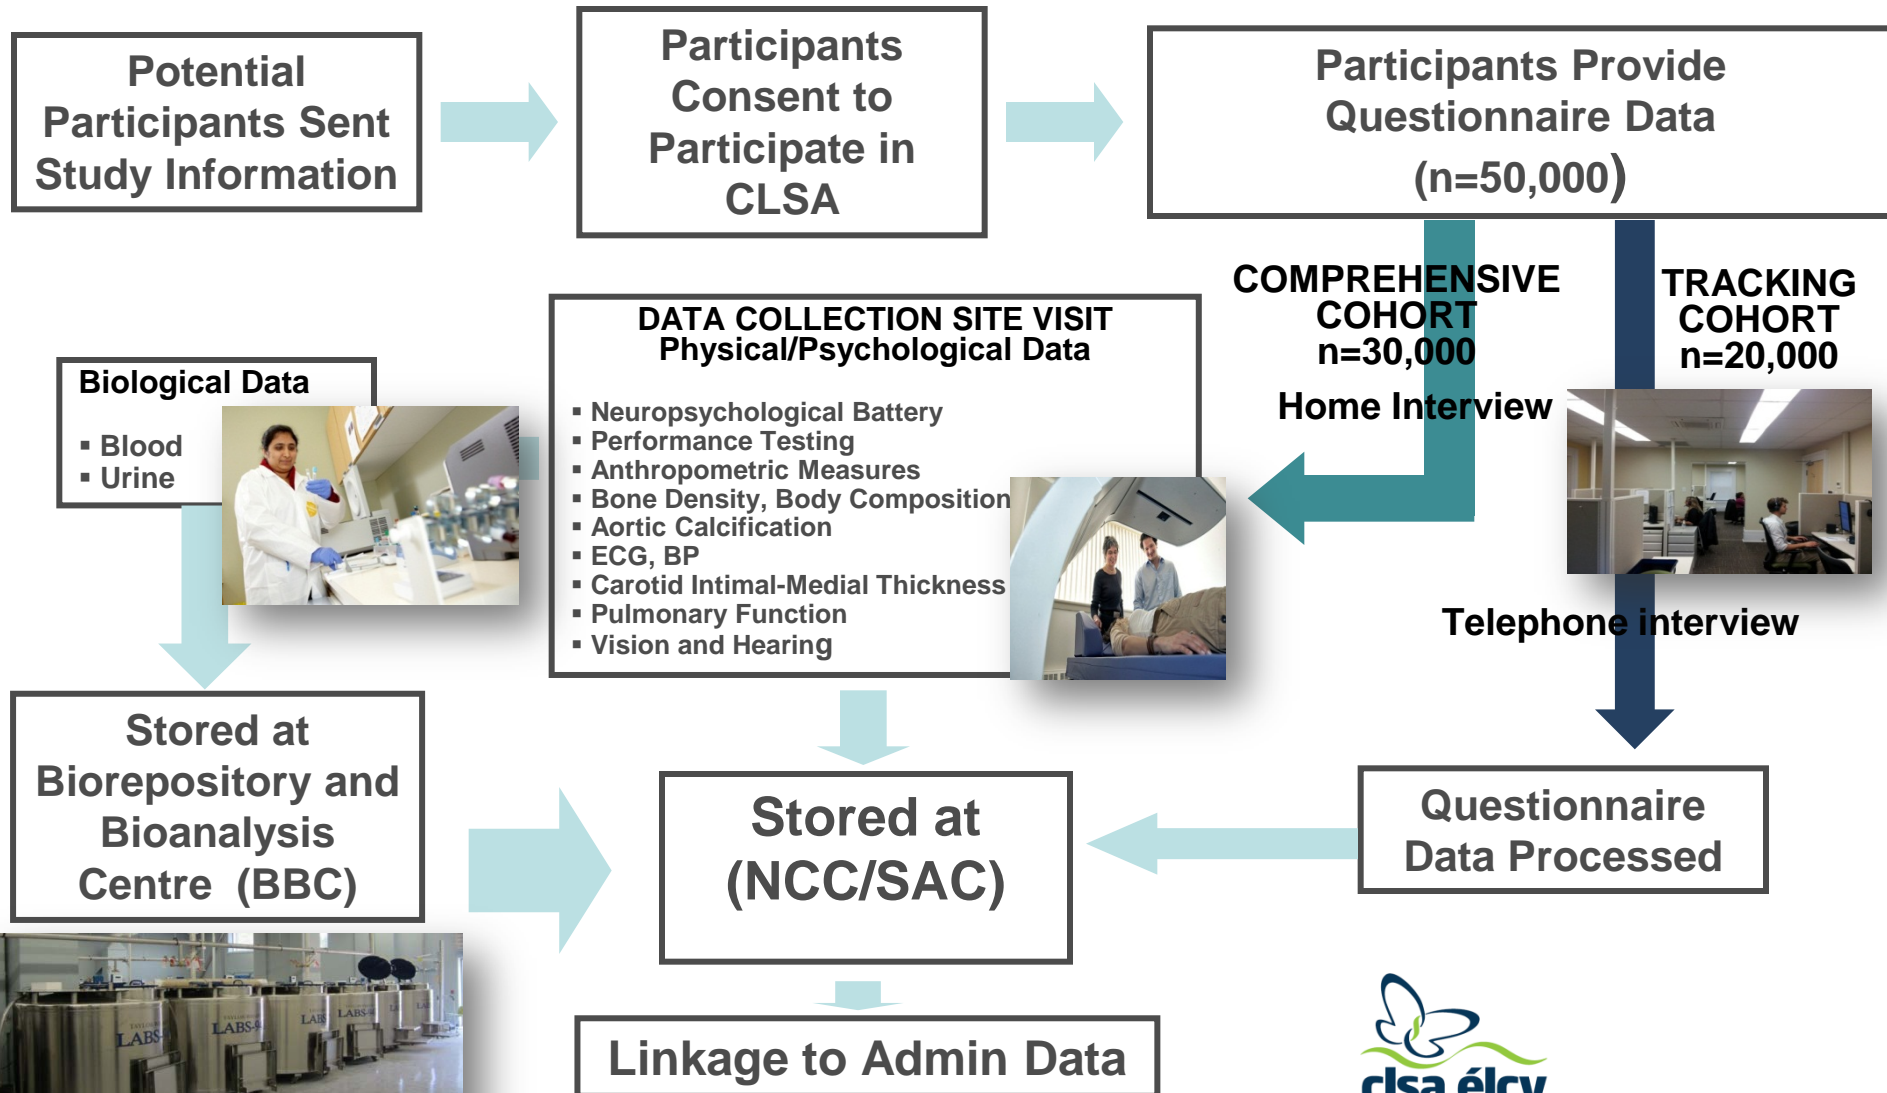 Potential
Participants Sent
Study Information
Participants
Consent to
Participate in
CLSA
Participants Provide
Questionnaire Data
(n=50,000)
COMPREHENSIVE
COHORT
n=30,000
Home Interview
TRACKING
COHORT
n=20,000
Telephone interview
DATA COLLECTION SITE VISIT
Physical/Psychological Data
▪ Neuropsychological Battery
▪ Performance Testing
▪ Anthropometric Measures
▪ Bone Density, Body Composition
▪ Aortic Calcification
▪ ECG, BP
▪ Carotid Intimal-Medial Thickness
▪ Pulmonary Function
▪ Vision and Hearing
Biological Data
▪ Blood
▪ Urine
Stored at
Biorepository and
Bioanalysis
Centre (BBC)
Stored at
(NCC/SAC)
Questionnaire
Data Processed
LABS
LABS
LABS
LABS
Linkage to Admin Data
clsa élcv